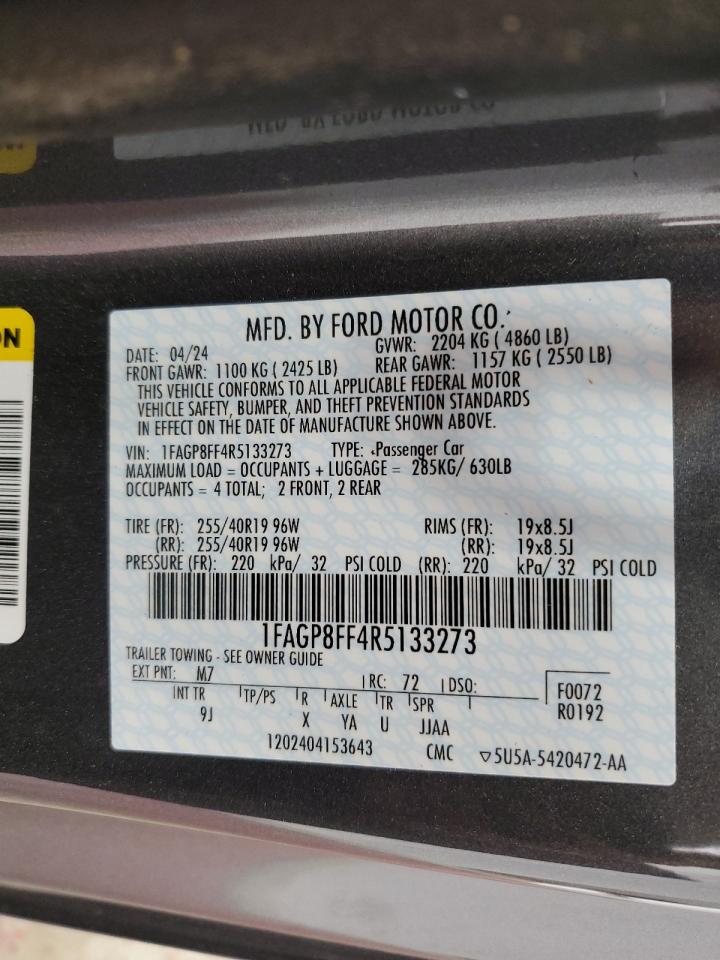 MFD. BY FORD MOTOR CO.
ON
MFD. BY FORD MOTOR CO.
DATE: 04/24 GVWR: 2204 KG ( 4860 LB)
FRONT GAWR: 1100 KG ( 2425 LB) REAR GAWR: 1157 KG ( 2550 LB)
THIS VEHICLE CONFORMS TO ALL APPLICABLE FEDERAL MOTOR
VEHICLE SAFETY, BUMPER, AND THEFT PREVENTION STANDARDS
IN EFFECT ON THE DATE OF MANUFACTURE SHOWN ABOVE.
VIN: 1FAGP8FF4R5133273 TYPE: Passenger Car
MAXIMUM LOAD = OCCUPANTS + LUGGAGE = 285KG/ 630LB
OCCUPANTS = 4 TOTAL; 2 FRONT, 2 REAR
TIRE (FR): 255/40R19 96W RIMS (FR): 19x8.5J
(RR): 255/40R19 96W (RR): 19x8.5J
PRESSURE (FR): 220 kPa/ 32 PSI COLD (RR): 220 kPa/ 32 PSI COLD
1FAGP8FF4R5133273
TRAILER TOWING - SEE OWNER GUIDE
EXT PNT: M7 RC: 72 DSO: F0072
INT TR TP/PS R AXLE TR SPR R0192
9J X YA U JJAA
1202404153643 CMC ▽5U5A-5420472-AA